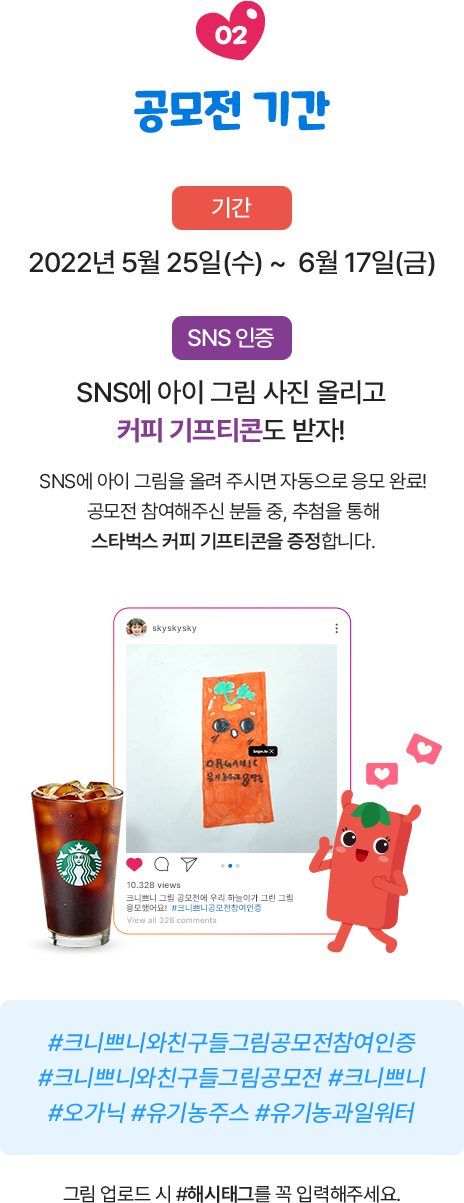 02
공모전 기간
기간
2022년 5월 25일(수) ~ 6월 17일(금)
SNS 인증
SNS에 아이 그림 사진 올리고
커피 기프티콘도 받자!
SNS에 아이 그림을 올려 주시면 자동으로 응모 완료!
공모전 참여해주신 분들 중, 추첨을 통해
스타벅스 커피 기프티콘을 증정합니다.
skyskysky
ORGANIC
10.328 views
크니쁘니 그림 공모전에 우리 하늘이가 그린 그림
응모했어요! #크니쁘니공모전참여인증
View all 328 comments
#크니쁘니와친구들그림공모전참여인증
#크니쁘니와친구들그림공모전 #크니쁘니
#오가닉 #유기농주스 #유기농과일워터
그림 업로드 시 #해시태그를 꼭 입력해주세요.